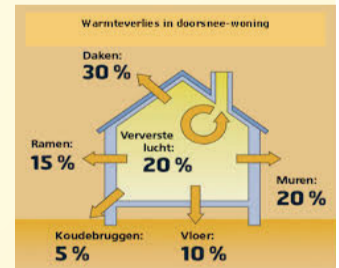 Warmteverlies in doorsnee-woning
Daken:
30 %
Ramen:
15 %
Ververste
lucht:
20 %
Muren:
20 %
Koudebruggen:
5 %
Vloer:
10 %